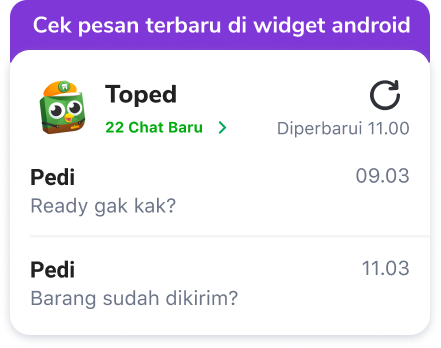 Cek pesan terbaru di widget android
Toped
22 Chat Baru
Diperbarui 11.00
Pedi
09.03
Ready gak kak?
Pedi
11.03
Barang sudah dikirim?